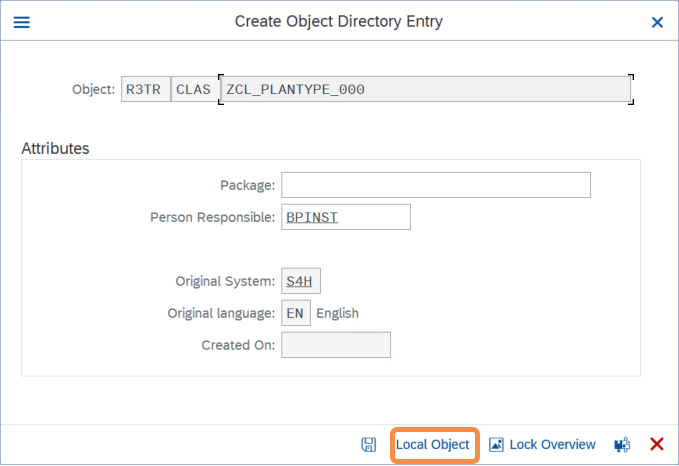 Create Object Directory Entry
Object: R3TR CLAS ZCL_PLANTYPE_000
Attributes
Package:
Person Responsible: BPINST
Original System: S4H
Original language: EN English
Created On:
Local Object Lock Overview